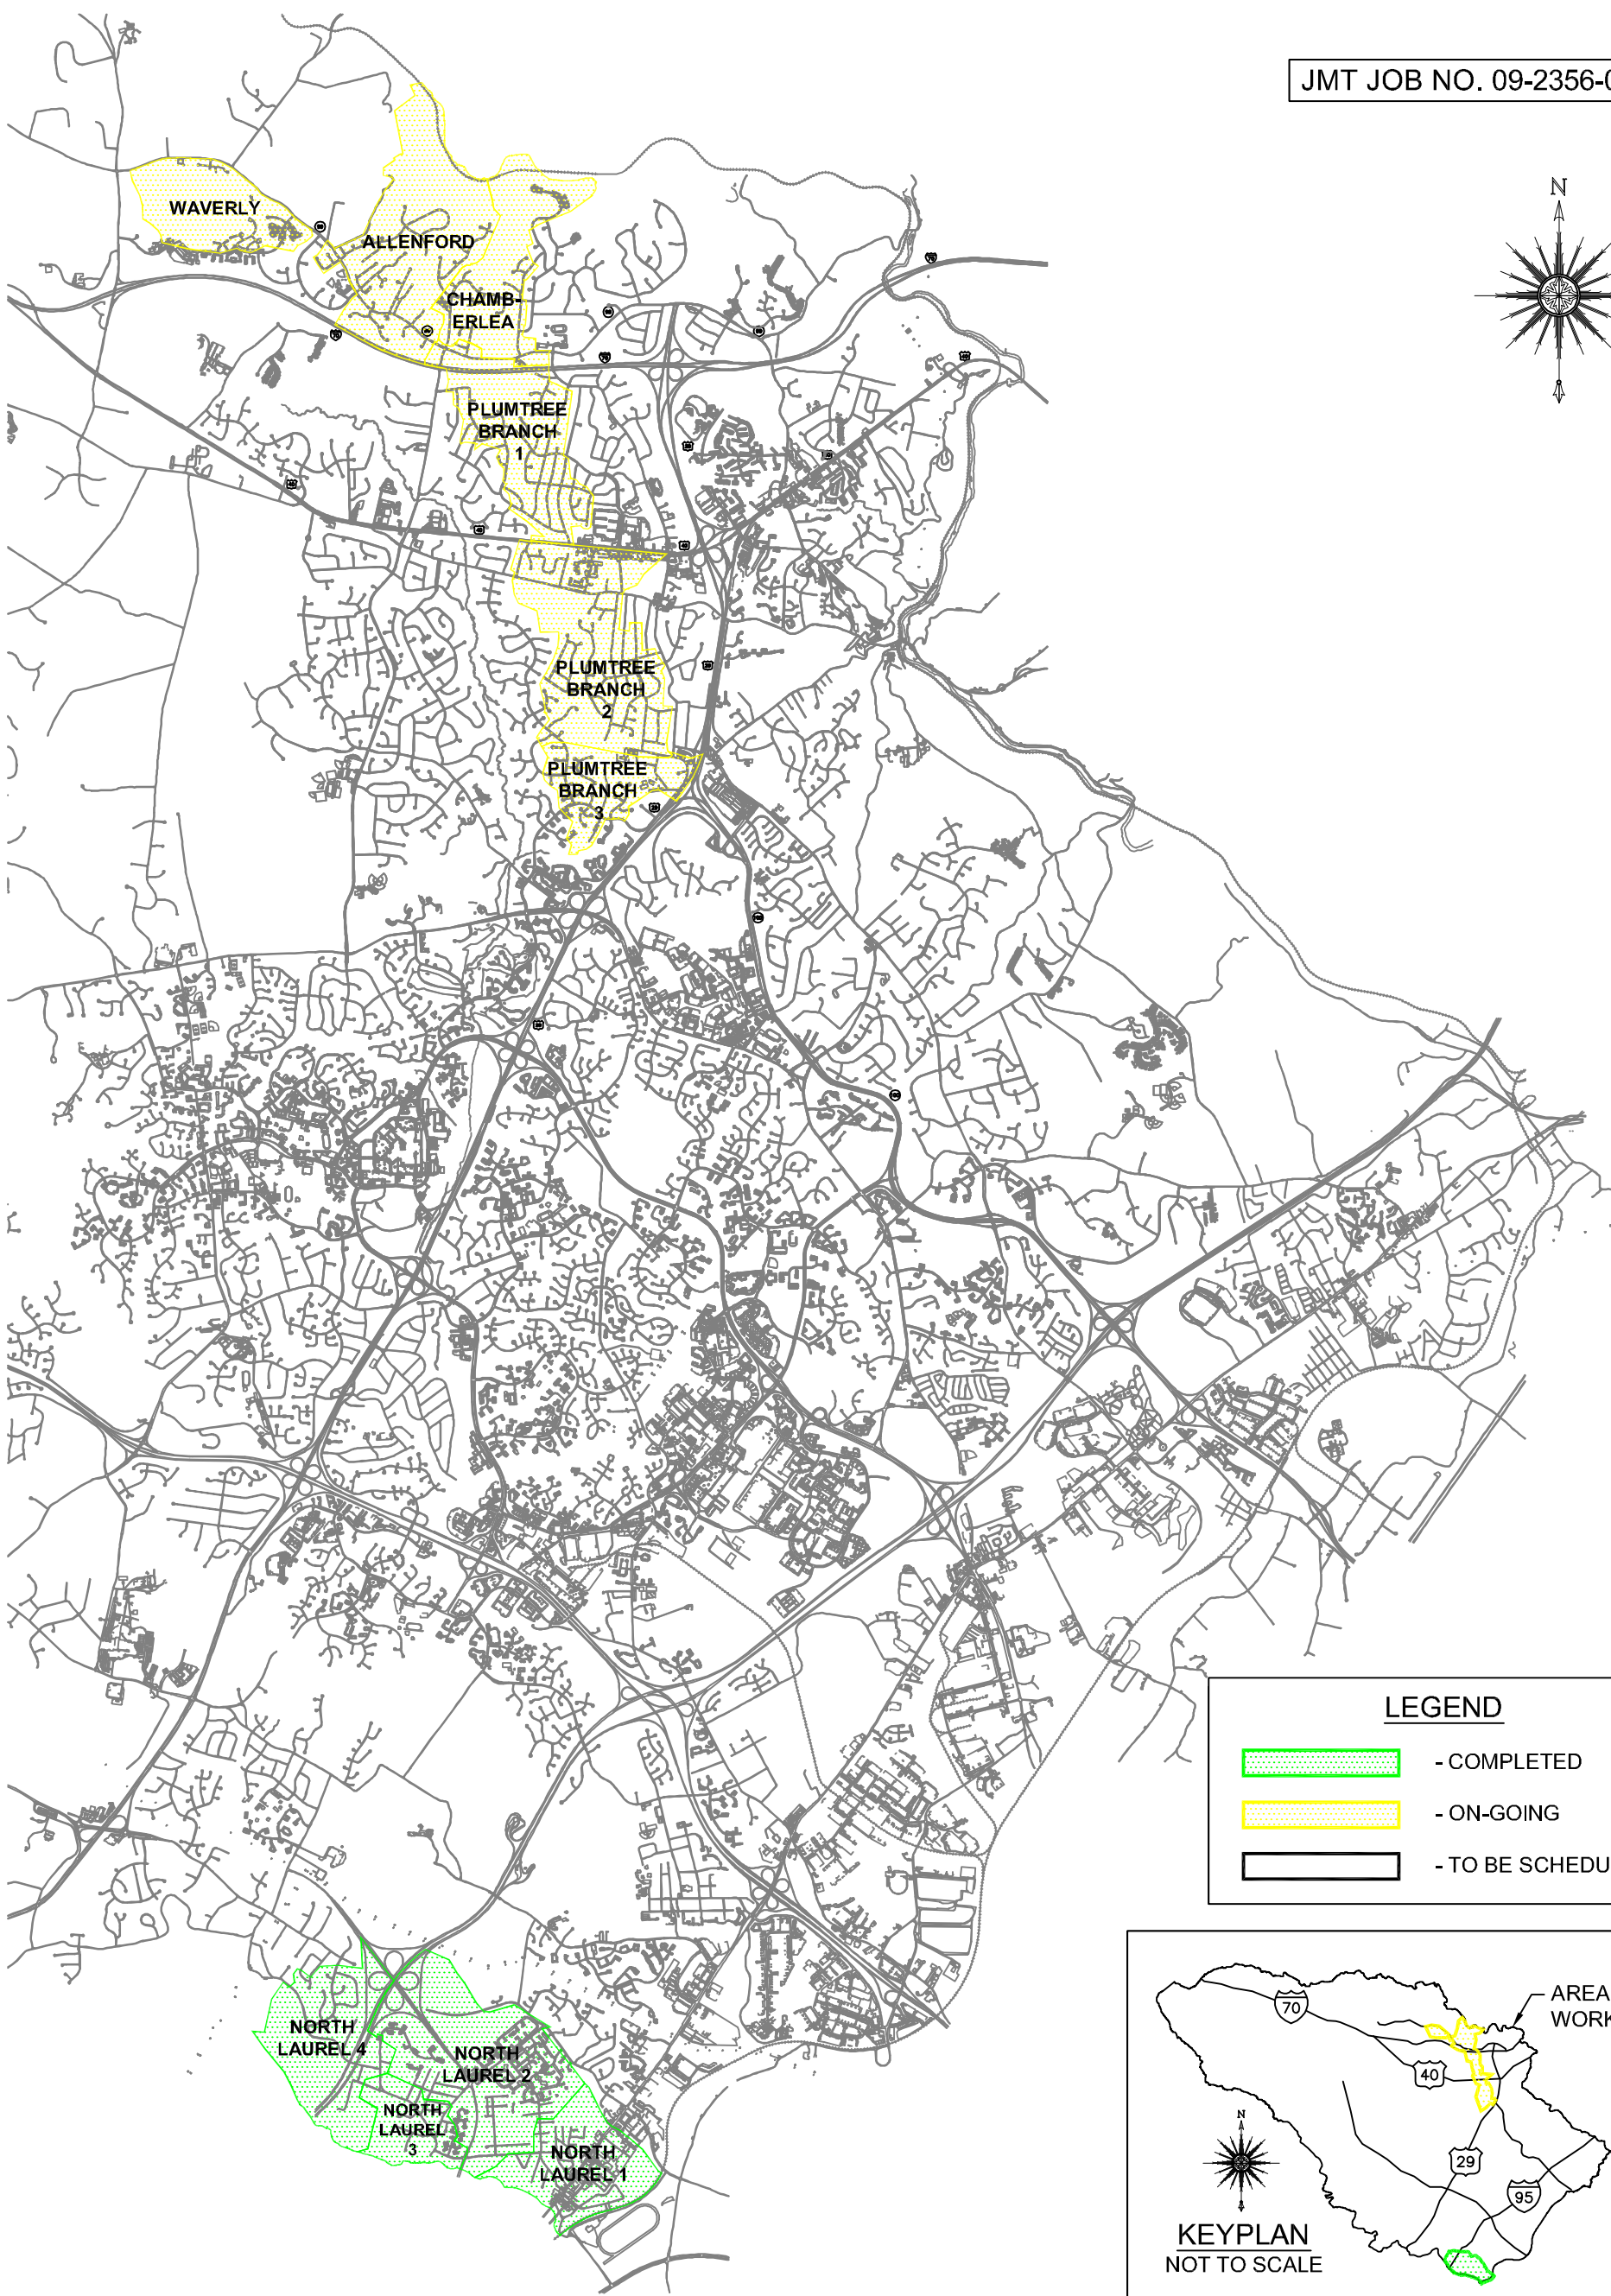 JMT JOB NO. 09-2356-0
N
WAVERLY
ALLENFORD
CHAMB-
ERLEA
PLUMTREE
BRANCH
1
PLUMTREE
BRANCH
2
PLUMTREE
BRANCH
3
NORTH
LAUREL 4
NORTH
LAUREL 2
NORTH
LAUREL
3
NORTH
LAUREL 1
LEGEND
- COMPLETED
- ON-GOING
- TO BE SCHEDU
AREA
WORK
70
40
29
95
N
KEYPLAN
NOT TO SCALE